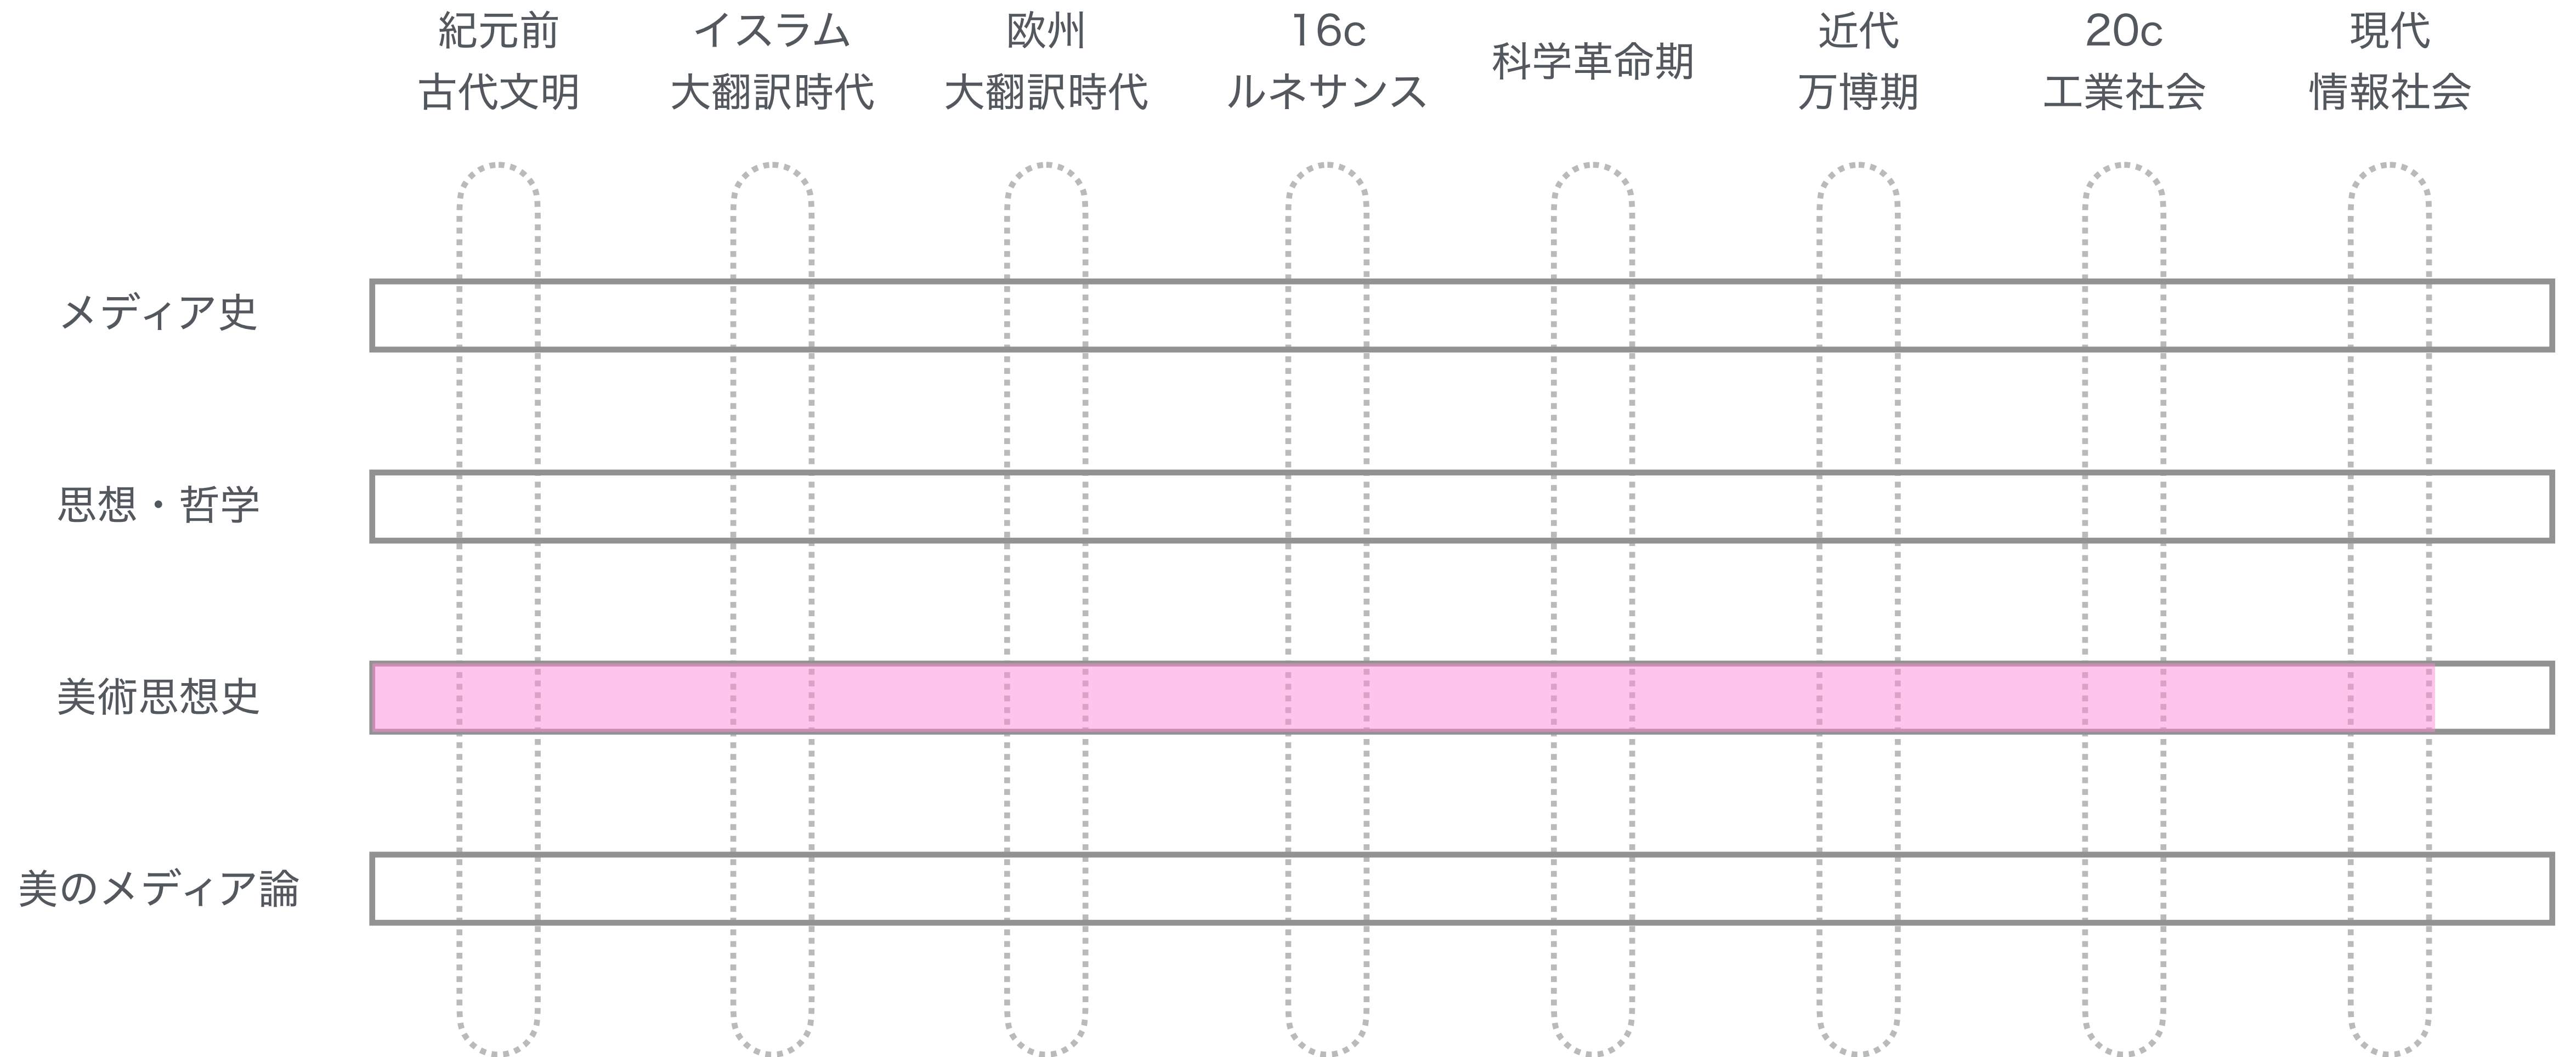 紀元前
古代文明
イスラム
大翻訳時代
欧州
大翻訳時代
16c
ルネサンス
科学革命期
近代
万博期
20c
工業社会
現代
情報社会
メディア史
思想・哲学
美術思想史
美のメディア論